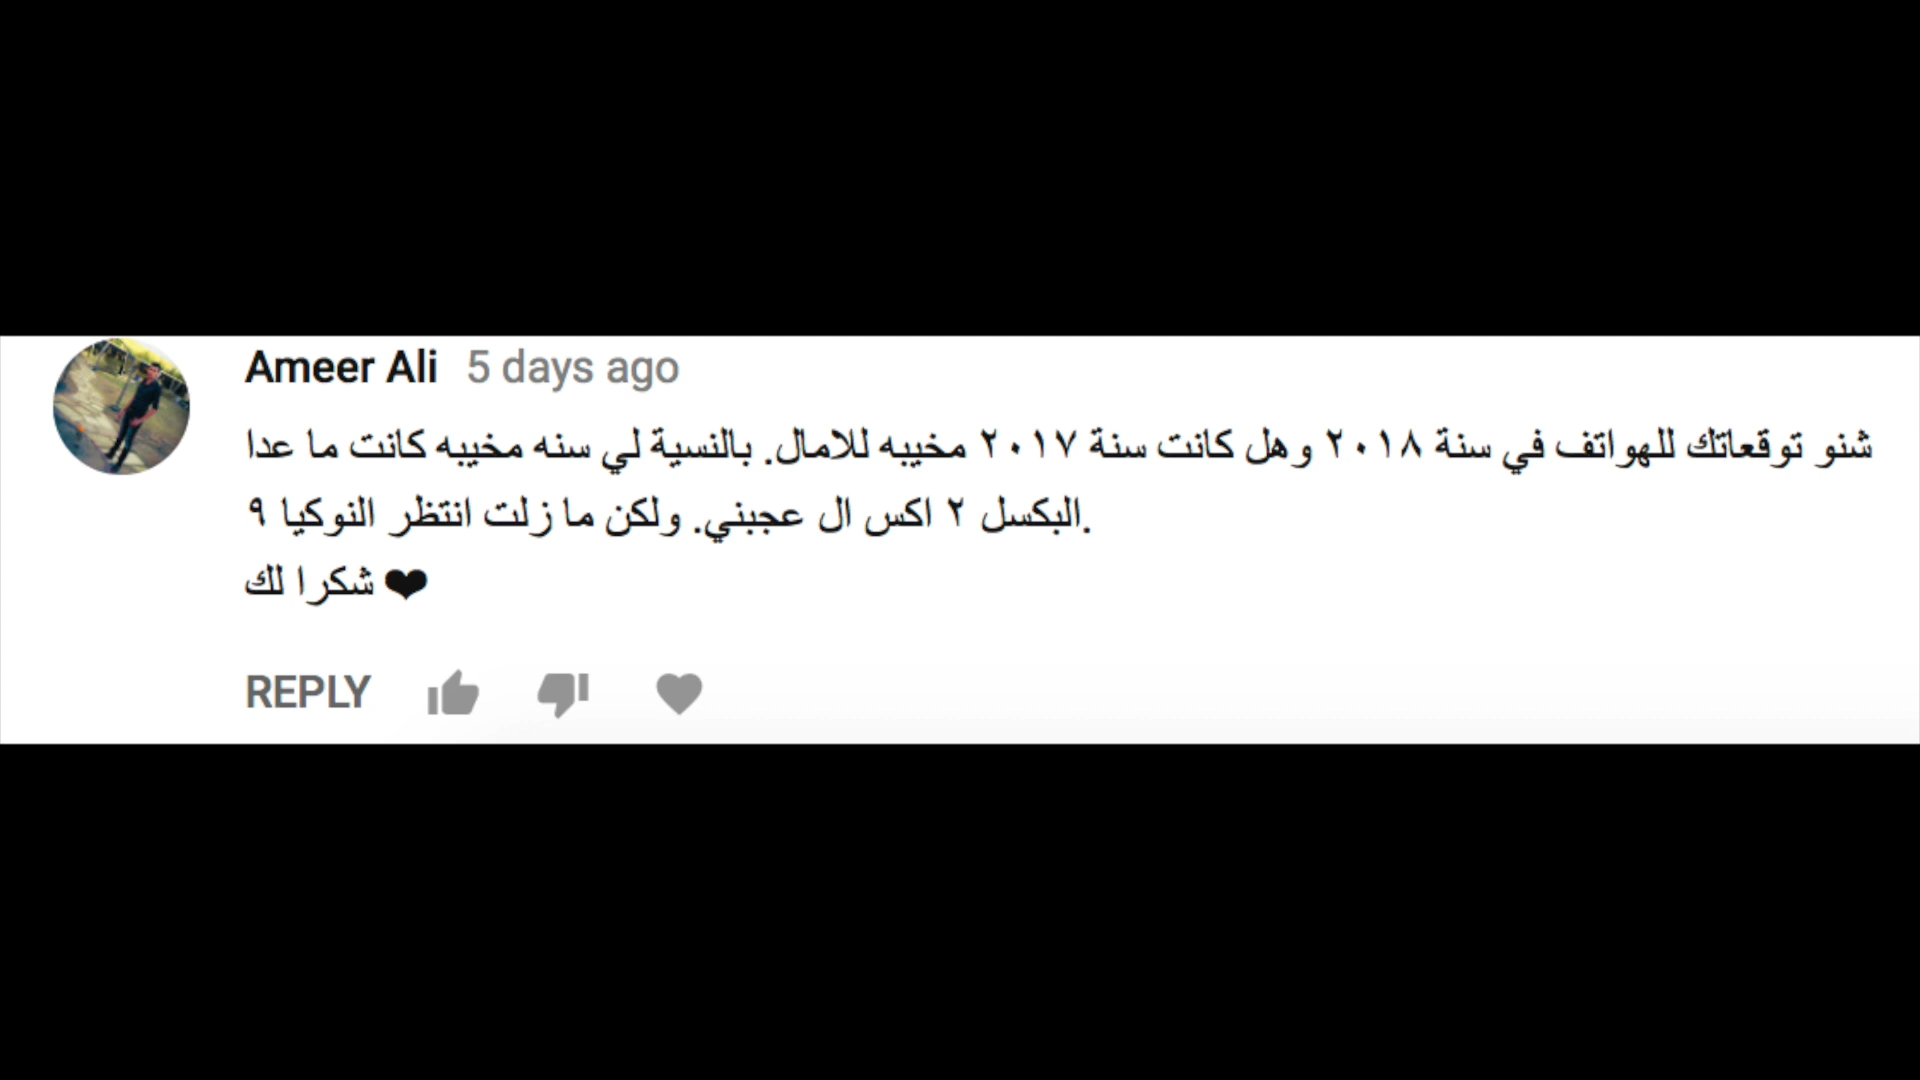 Ameer Ali 5 days ago
شنو توقعاتك للهواتف في سنة ٢٠١٨ وهل كانت سنة ٢٠١٧ مخيبه للامال. بالنسية لي سنه مخيبه كانت ما عدا
البكسل ٢ اكس ال عجبني. ولكن ما زلت انتظر النوكيا ٩.
شكرا لك ❤
REPLY